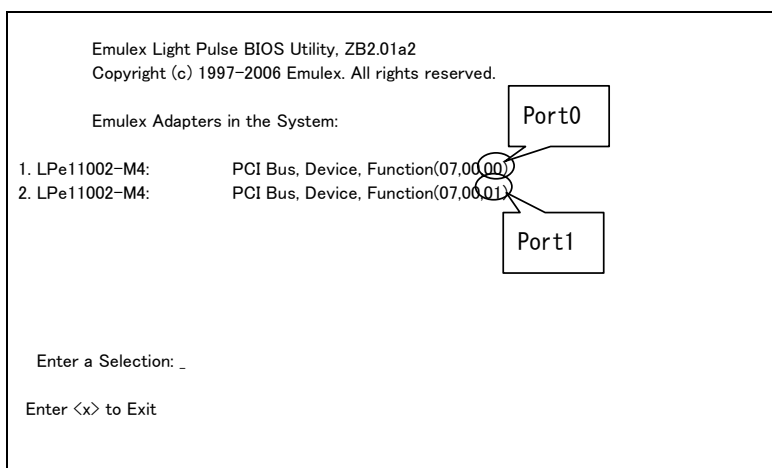 Emulex Light Pulse BIOS Utility, ZB2.01a2
Copyright (c) 1997-2006 Emulex. All rights reserved.
Emulex Adapters in the System:
Port0
1. LPe11002-M4: PCI Bus, Device, Function(07,00,00)
2. LPe11002-M4: PCI Bus, Device, Function(07,00,01)
Port1
Enter a Selection: _
Enter <x> to Exit